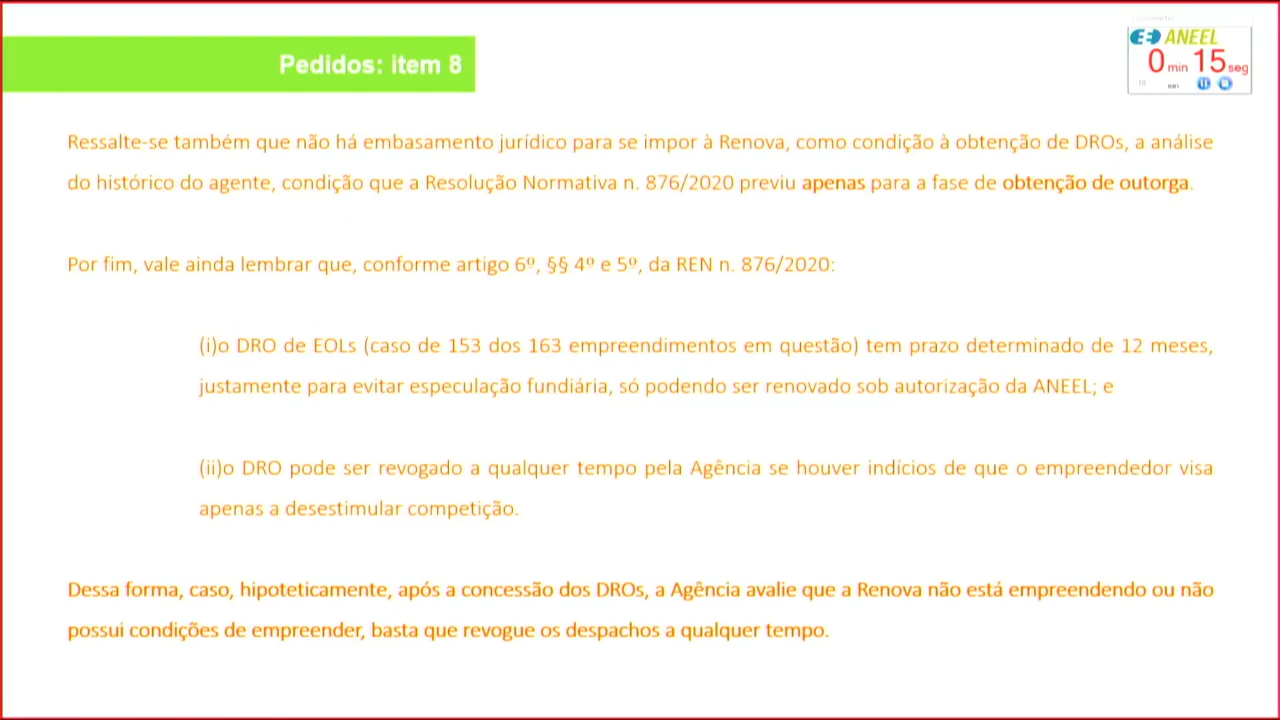 ANEEL
0 min 15 seg
10 min
Pedidos: item 8
Ressalte-se também que não há embasamento jurídico para se impor à Renova, como condição à obtenção de DROs, a análise
do histórico do agente, condição que a Resolução Normativa n. 876/2020 previu apenas para a fase de obtenção de outorga.
Por fim, vale ainda lembrar que, conforme artigo 6º, §§ 4º e 5º, da REN n. 876/2020:
(i)o DRO de EOLs (caso de 153 dos 163 empreendimentos em questão) tem prazo determinado de 12 meses,
justamente para evitar especulação fundiária, só podendo ser renovado sob autorização da ANEEL; e
(ii)o DRO pode ser revogado a qualquer tempo pela Agência se houver indícios de que o empreendedor visa
apenas a desestimular competição.
Dessa forma, caso, hipoteticamente, após a concessão dos DROs, a Agência avalie que a Renova não está empreendendo ou não
possui condições de empreender, basta que revogue os despachos a qualquer tempo.